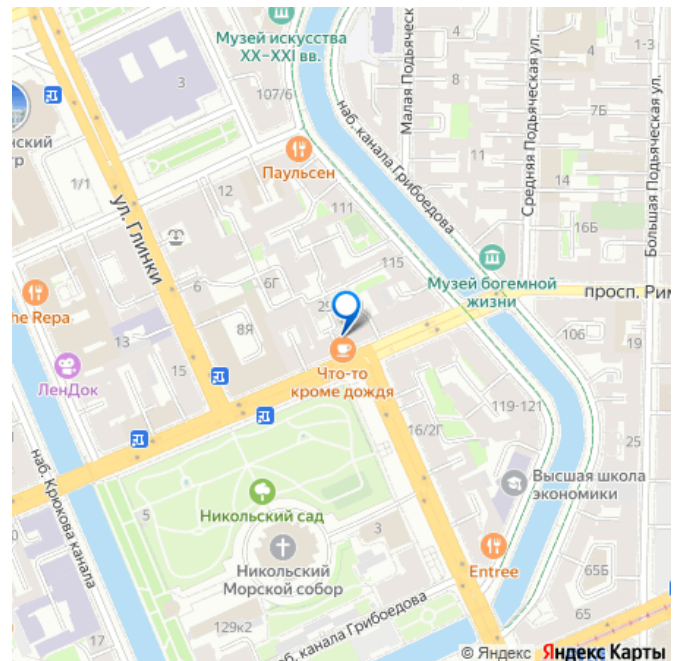 Музей искусства
XX–XXI вв.
107/6
3
нский
тр
1/1
ул. Глинки
Паульсен
12
111
наб. канала Грибоедова
Малая Подьяческ
4
8
11
Средняя Подьяческая ул.
4
1-3
7Б
14
16Б
Большая Подьяческая ул.
115
Музей богемной
жизни
просп. Рим
6
6Г
8Я
he Repa
13
ЛенДок
15
Что-то
кроме дождя
106
119-121
16/2Г
19
25
Высшая школа
экономики
наб. Крюкова канала
5
Никольский сад
3
Никольский
Морской собор
Entree
65Б
65
129к2
наб. канала Грибоедова
17
© Яндекс Яндекс Карты